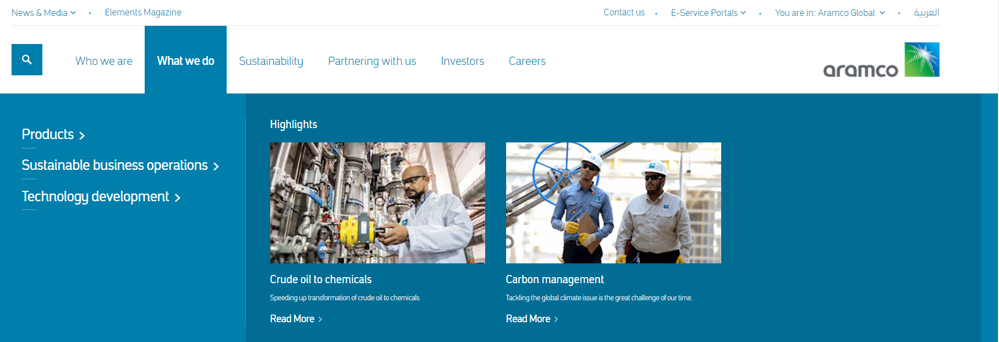 News & Media
Elements Magazine
Contact us
E-Service Portals
You are in: Aramco Global
العربية
Who we are
What we do
Sustainability
Partnering with us
Investors
Careers
aramco
Products
Sustainable business operations
Technology development
Highlights
Crude oil to chemicals
Speeding up transformation of crude oil to chemicals
Read More
Carbon management
Tackling the global climate issue is the great challenge of our time.
Read More